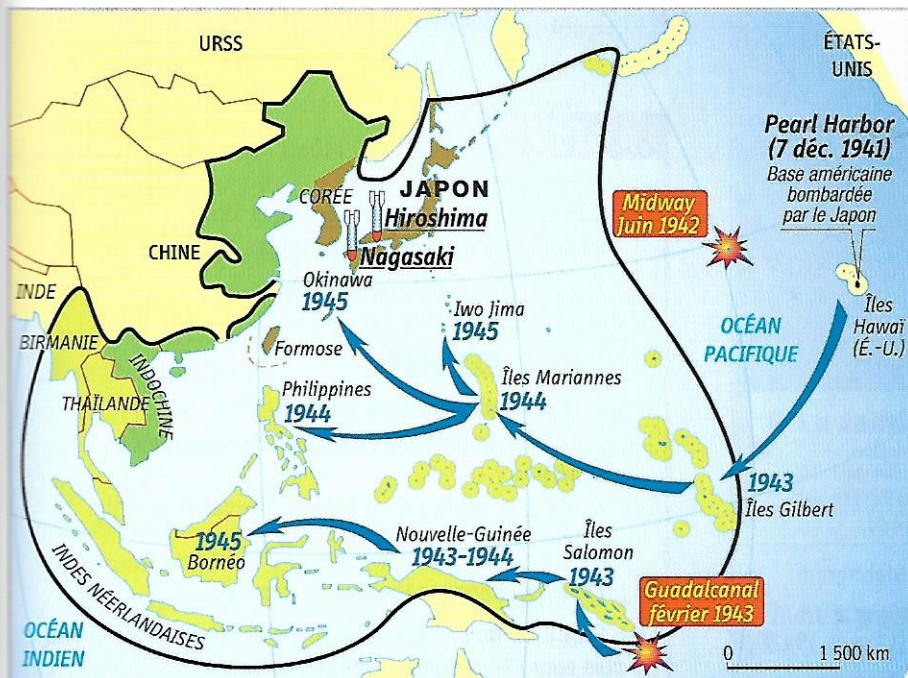 URSS
ÉTATS-
UNIS
Pearl Harbor
(7 déc. 1941)
Base américaine
bombardée
par le Japon
CORÉE
JAPON
Hiroshima
Nagasaki
Midway
Juin 1942
CHINE
Okinawa
1945
Iwo Jima
1945
INDE
BIRMANIE
INDOCHINE
THAÏLANDE
Formose
OCÉAN
PACIFIQUE
Îles
Hawaï
(É.-U.)
Philippines
1944
Îles Mariannes
1944
1943
Îles Gilbert
1945
Bornéo
Nouvelle-Guinée
1943-1944
Îles
Salomon
1943
INDES NÉERLANDAISES
Guadalcanal
février 1943
OCÉAN
INDIEN
0 1 500 km